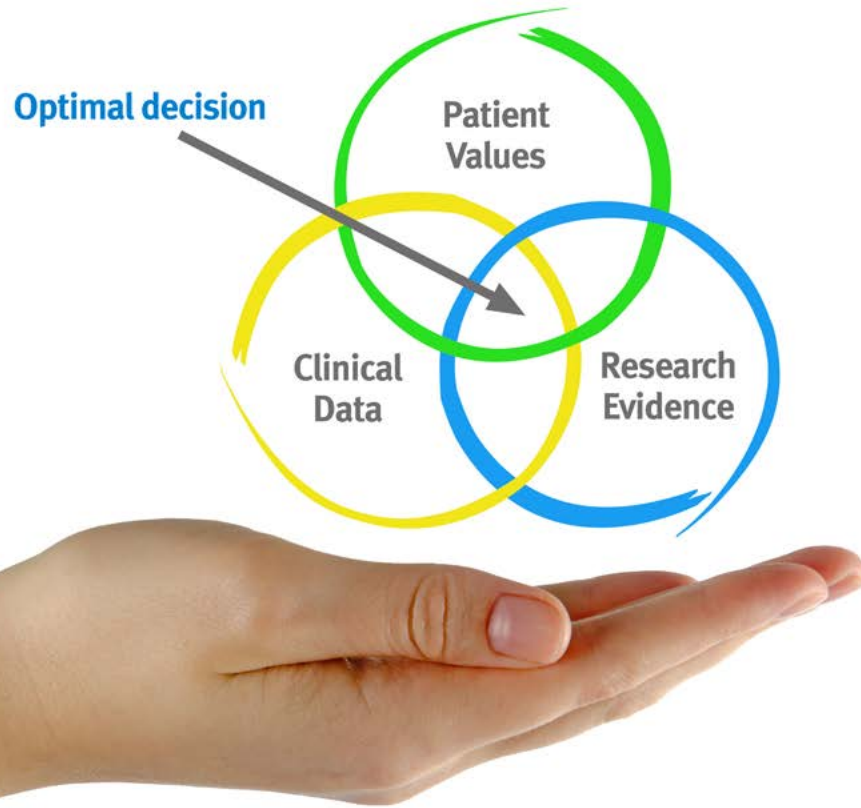 Optimal decision
Patient
Values
Clinical
Data
Research
Evidence